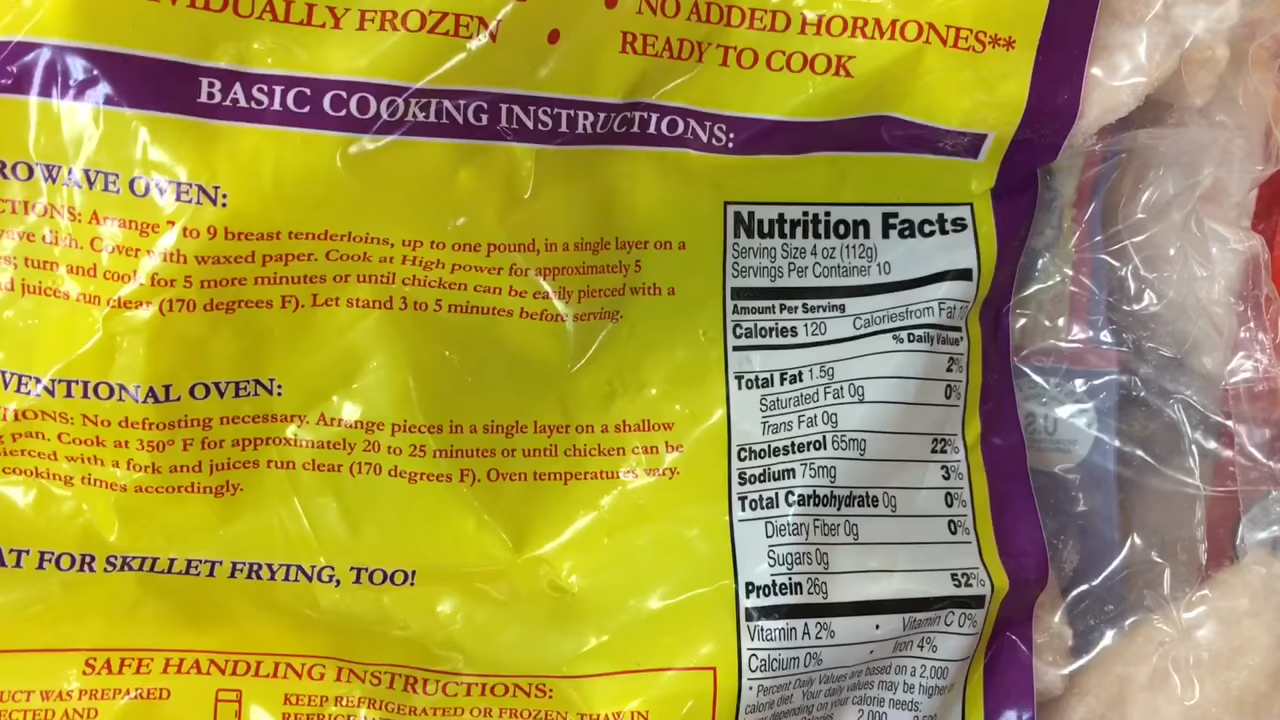 VIDUALLY FROZEN
• NO ADDED HORMONES**
• READY TO COOK
BASIC COOKING INSTRUCTIONS:
ROWAVE OVEN:
CTIONS: Arrange 7 to 9 breast tenderloins, up to one pound, in a single layer on a
ave dish. Cover with waxed paper. Cook at High power for approximately 5
s; turn and cook for 5 more minutes or until chicken can be easily pierced with a
d juices run clear (170 degrees F). Let stand 3 to 5 minutes before serving.
VENTIONAL OVEN:
TIONS: No defrosting necessary. Arrange pieces in a single layer on a shallow
g pan. Cook at 350° F for approximately 20 to 25 minutes or until chicken can be
ierced with a fork and juices run clear (170 degrees F). Oven temperatures vary.
cooking times accordingly.
AT FOR SKILLET FRYING, TOO!
SAFE HANDLING INSTRUCTIONS:
UCT WAS PREPARED
ECTED AND
KEEP REFRIGERATED OR FROZEN. THAW IN
Nutrition Facts
Serving Size 4 oz (112g)
Servings Per Container 10
Amount Per Serving
Calories 120 Calories from Fat 10
% Daily Value*
Total Fat 1.5g 2%
Saturated Fat 0g 0%
Trans Fat 0g
Cholesterol 65mg 22%
Sodium 75mg 3%
Total Carbohydrate 0g 0%
Dietary Fiber 0g 0%
Sugars 0g
Protein 26g 52%
Vitamin A 2% • Vitamin C 0%
Calcium 0% • Iron 4%
* Percent Daily Values are based on a 2,000
calorie diet. Your daily values may be higher
depending on your calorie needs:
Calories 2,000
U.S.